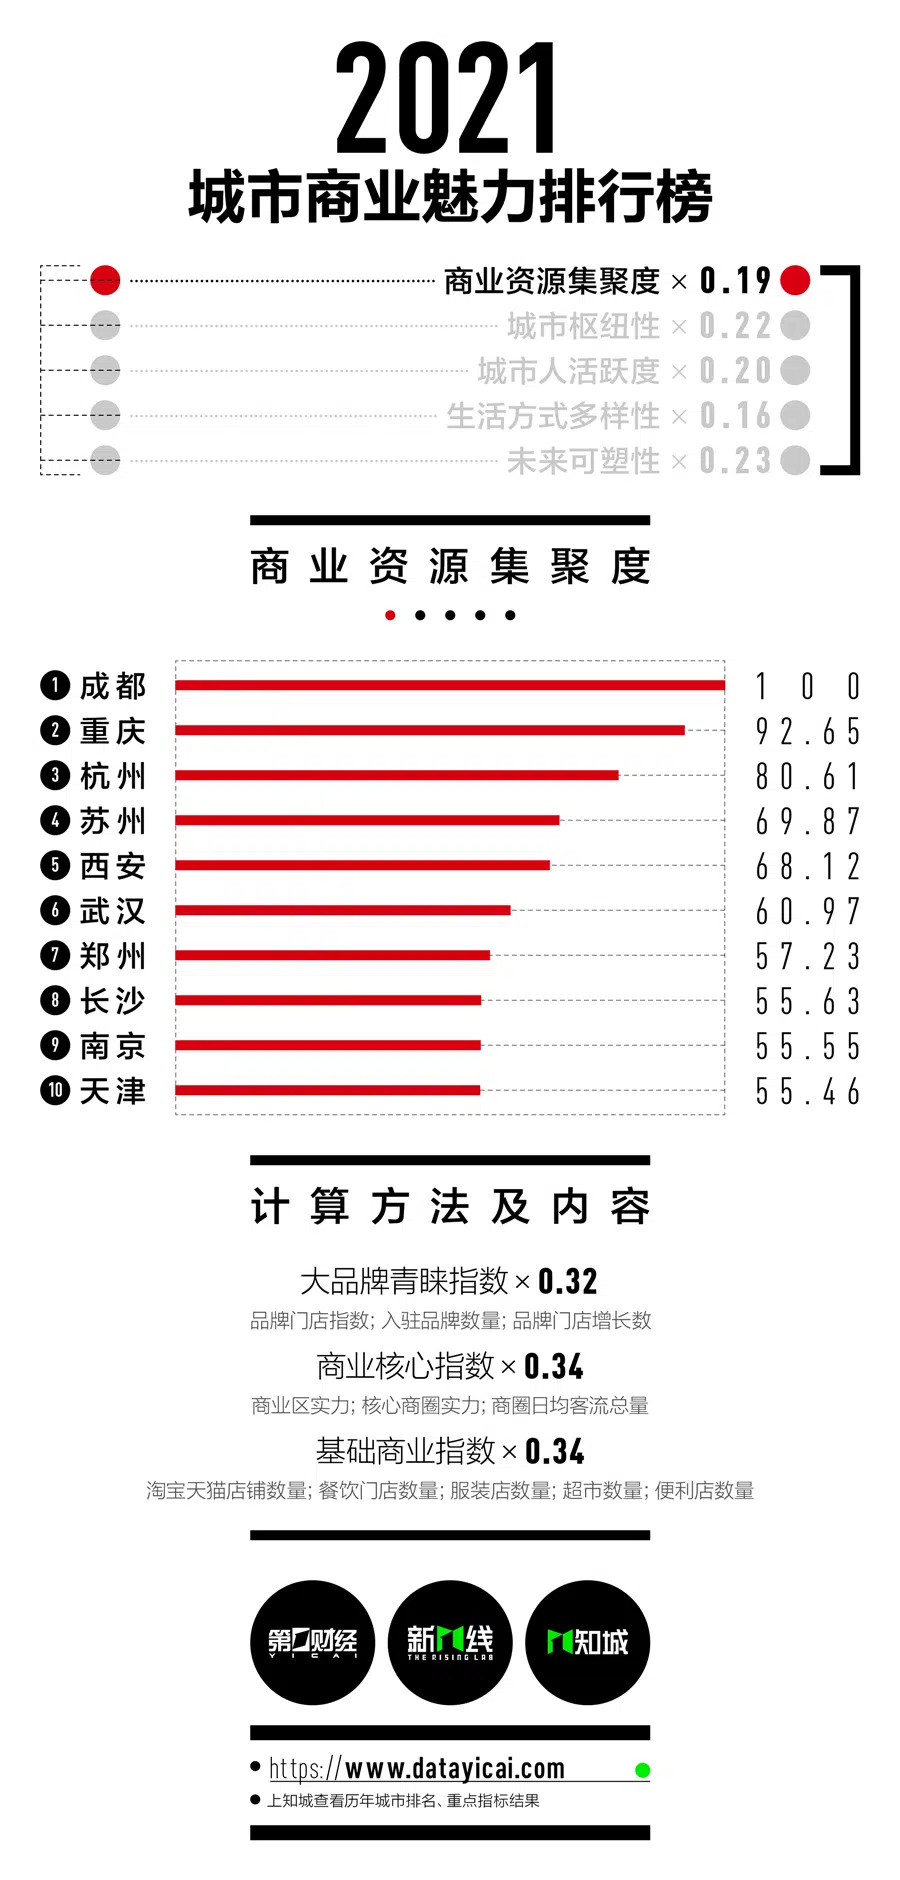 2021
城市商业魅力排行榜
商业资源集聚度 × 0.19
城市枢纽性 × 0.22
城市人活跃度 × 0.20
生活方式多样性 × 0.16
未来可塑性 × 0.23
商业资源集聚度
1 成都 100
2 重庆 92.65
3 杭州 80.61
4 苏州 69.87
5 西安 68.12
6 武汉 60.97
7 郑州 57.23
8 长沙 55.63
9 南京 55.55
10 天津 55.46
计算方法及内容
大品牌青睐指数 × 0.32
品牌门店指数; 入驻品牌数量; 品牌门店增长数
商业核心指数 × 0.34
商业区实力; 核心商圈实力; 商圈日均客流总量
基础商业指数 × 0.34
淘宝天猫店铺数量; 餐饮门店数量; 服装店数量; 超市数量; 便利店数量
第一财经 新一线 知城
YICAI THE RISING LAB
https://www.datayicai.com
上知城查看历年城市排名、重点指标结果